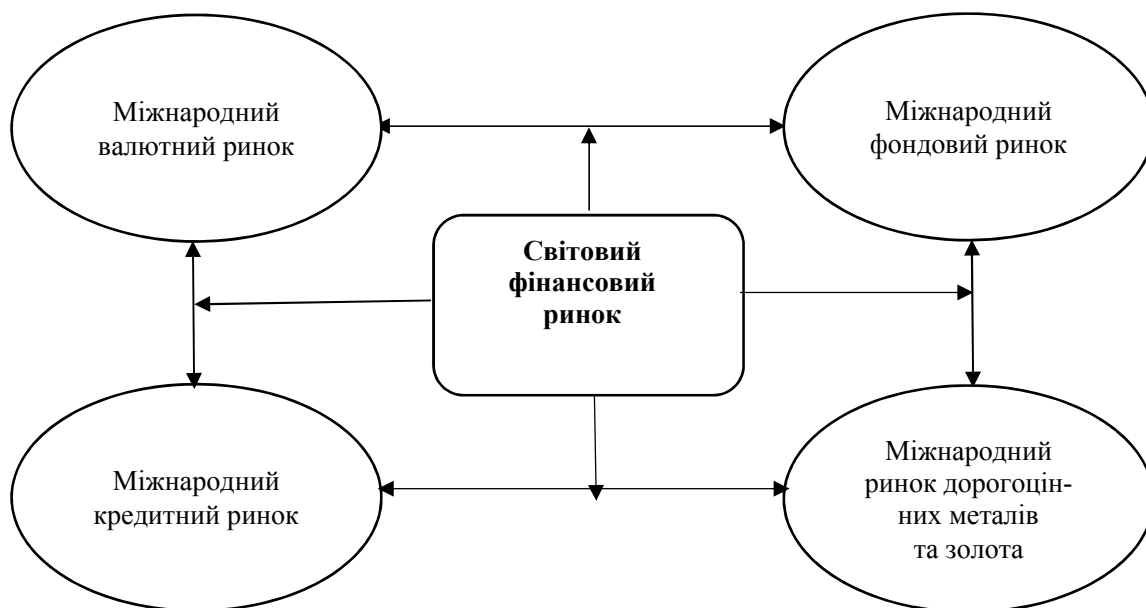 Міжнародний
валютний ринок
Міжнародний
фондовий ринок
Світовий
фінансовий
ринок
Міжнародний
кредитний ринок
Міжнародний
ринок дорогоцін-
них металів
та золота